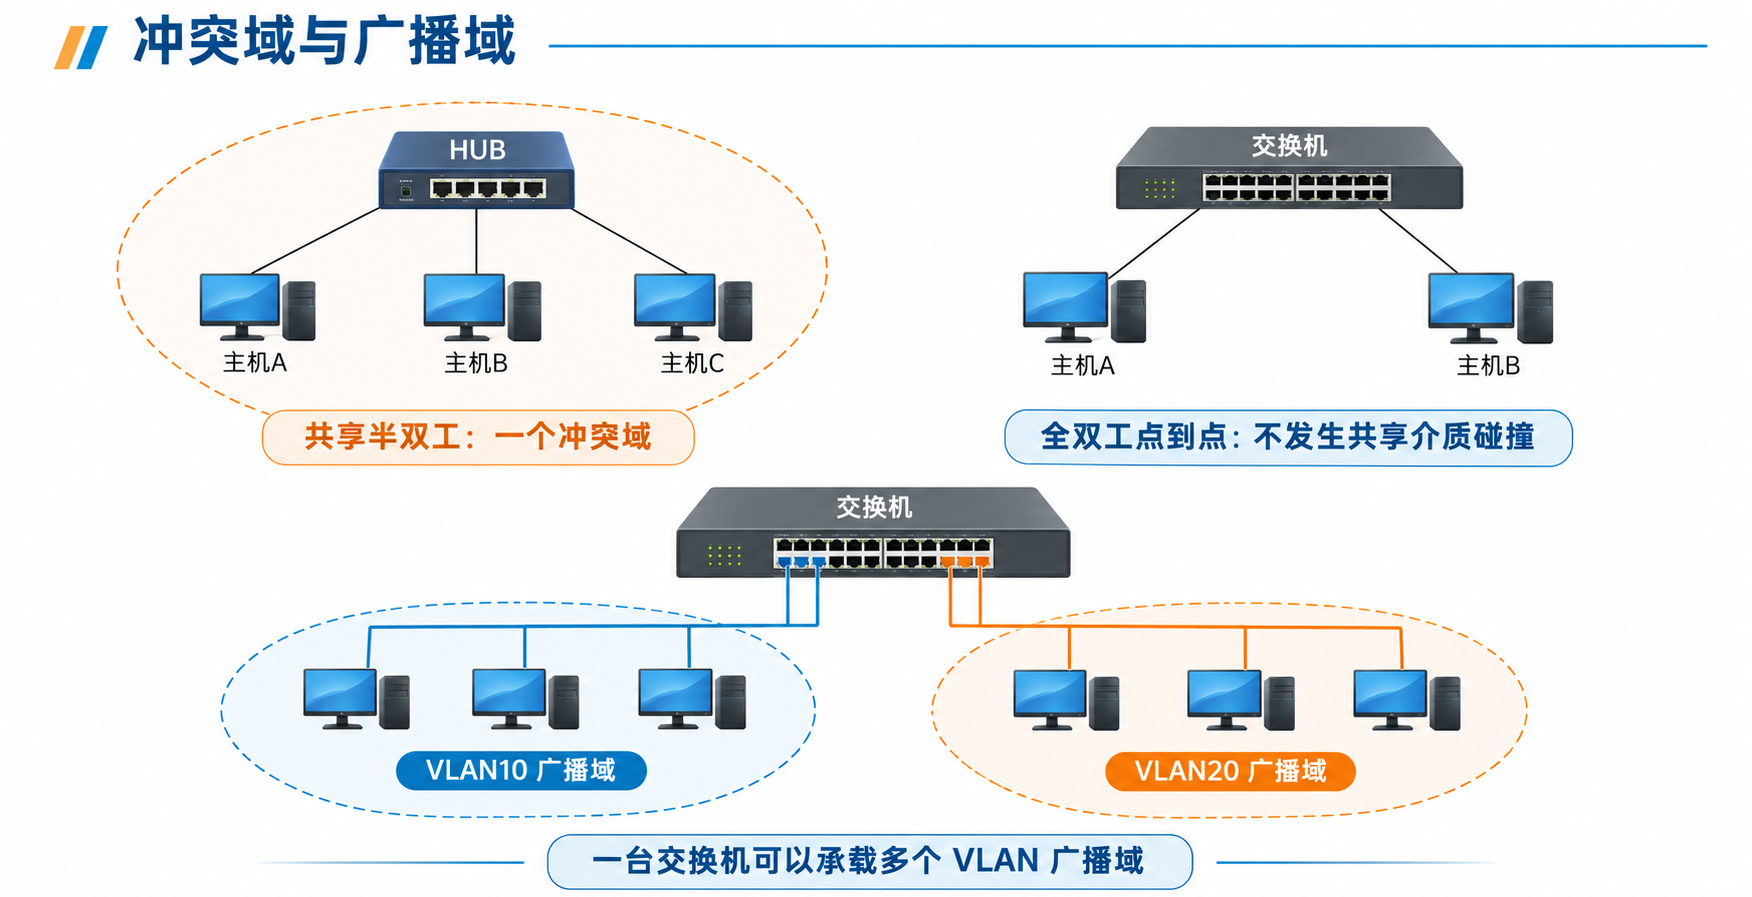 冲突域与广播域
HUB
主机A
主机B
主机C
共享半双工：一个冲突域
交换机
主机A
主机B
全双工点到点：不发生共享介质碰撞
交换机
VLAN10 广播域
VLAN20 广播域
一台交换机可以承载多个 VLAN 广播域